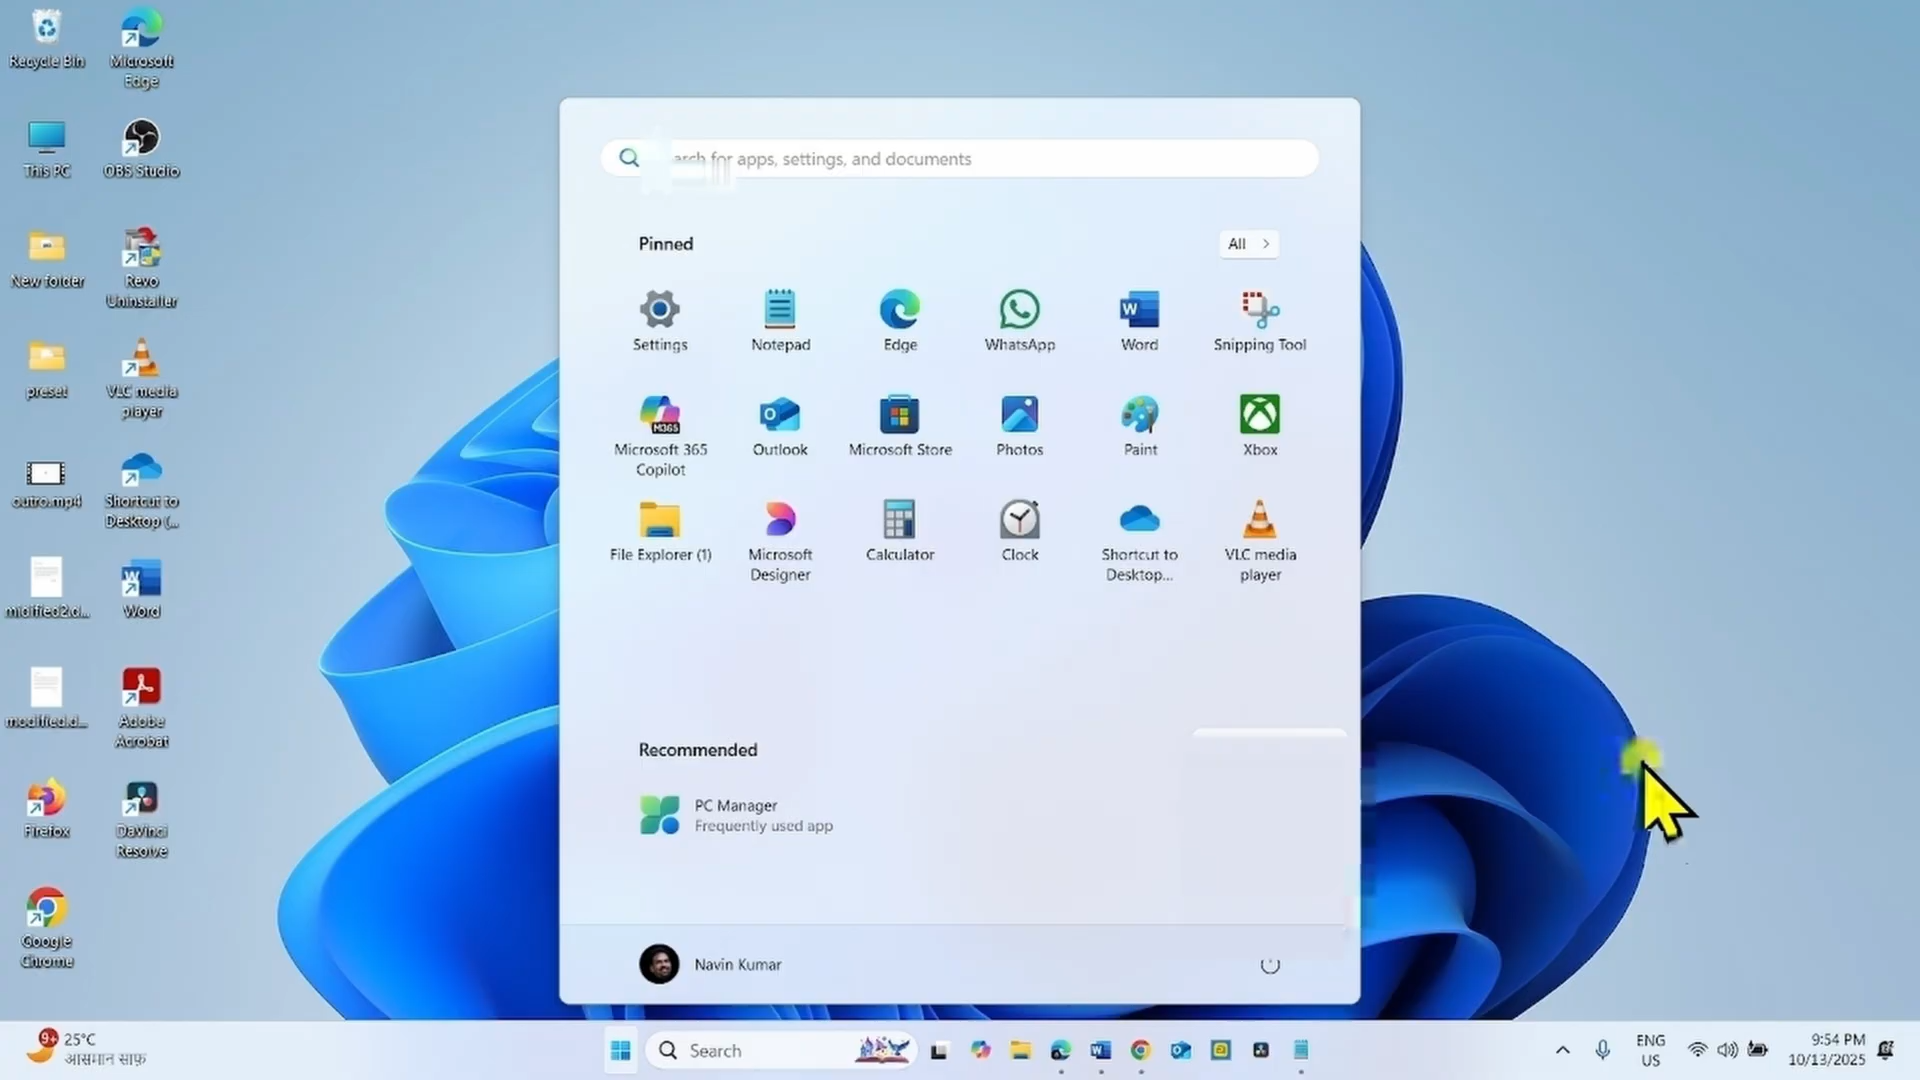 Recycle Bin
Microsoft
Edge
This PC
OBS Studio
New folder
Revo
Uninstaller
preset
VLC media
player
outro.mp4
Shortcut to
Desktop (...
modified2.d...
Word
modified.d...
Adobe
Acrobat
Firefox
DaVinci
Resolve
Google
Chrome
arch for apps, settings, and documents
Pinned
All
Settings
Notepad
Edge
WhatsApp
Word
Snipping Tool
M365
Microsoft 365
Copilot
Outlook
Microsoft Store
Photos
Paint
Xbox
File Explorer (1)
Microsoft
Designer
Calculator
Clock
Shortcut to
Desktop...
VLC media
player
Recommended
PC Manager
Frequently used app
Navin Kumar
9+
25°C
आसमान साफ़
Search
ENG
US
9:54 PM
10/13/2025